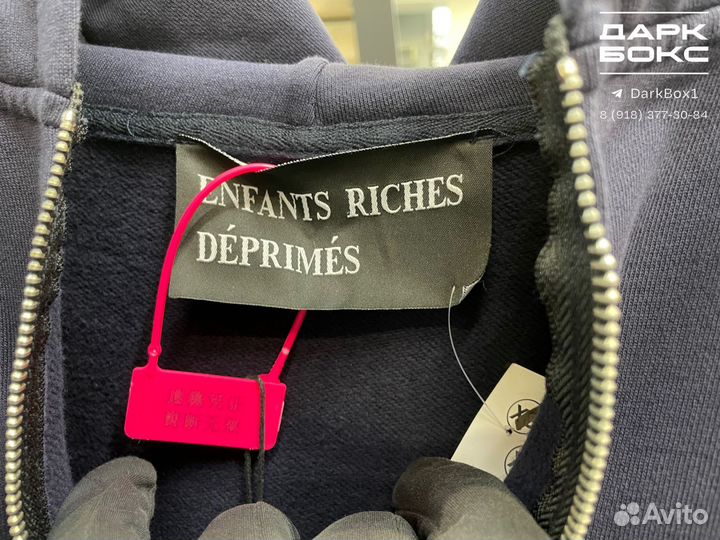 ДАРК
БОКС
DarkBox1
8 (918) 377-30-84
ENFANTS RICHES
DÉPRIMÉS
Avito